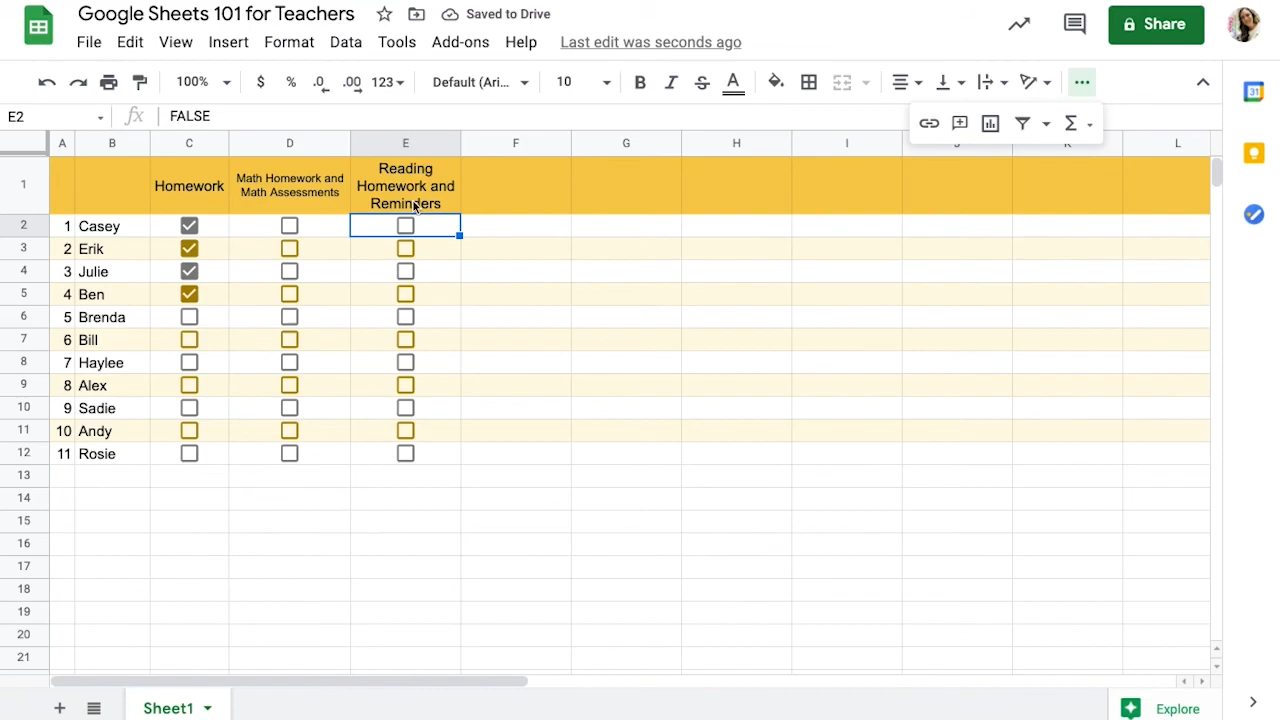 Google Sheets 101 for Teachers
Saved to Drive
File Edit View Insert Format Data Tools Add-ons Help Last edit was seconds ago
Share
100% $ % .0 .00 123 Default (Ari... 10 B I S A
E2 fx FALSE
31
A B C D E F G H I J K L
1 Homework Math Homework and Math Assessments Reading Homework and Reminders
2 1 Casey
3 2 Erik
4 3 Julie
5 4 Ben
6 5 Brenda
7 6 Bill
8 7 Haylee
9 8 Alex
10 9 Sadie
11 10 Andy
12 11 Rosie
13
14
15
16
17
18
19
20
21
Sheet1
Explore